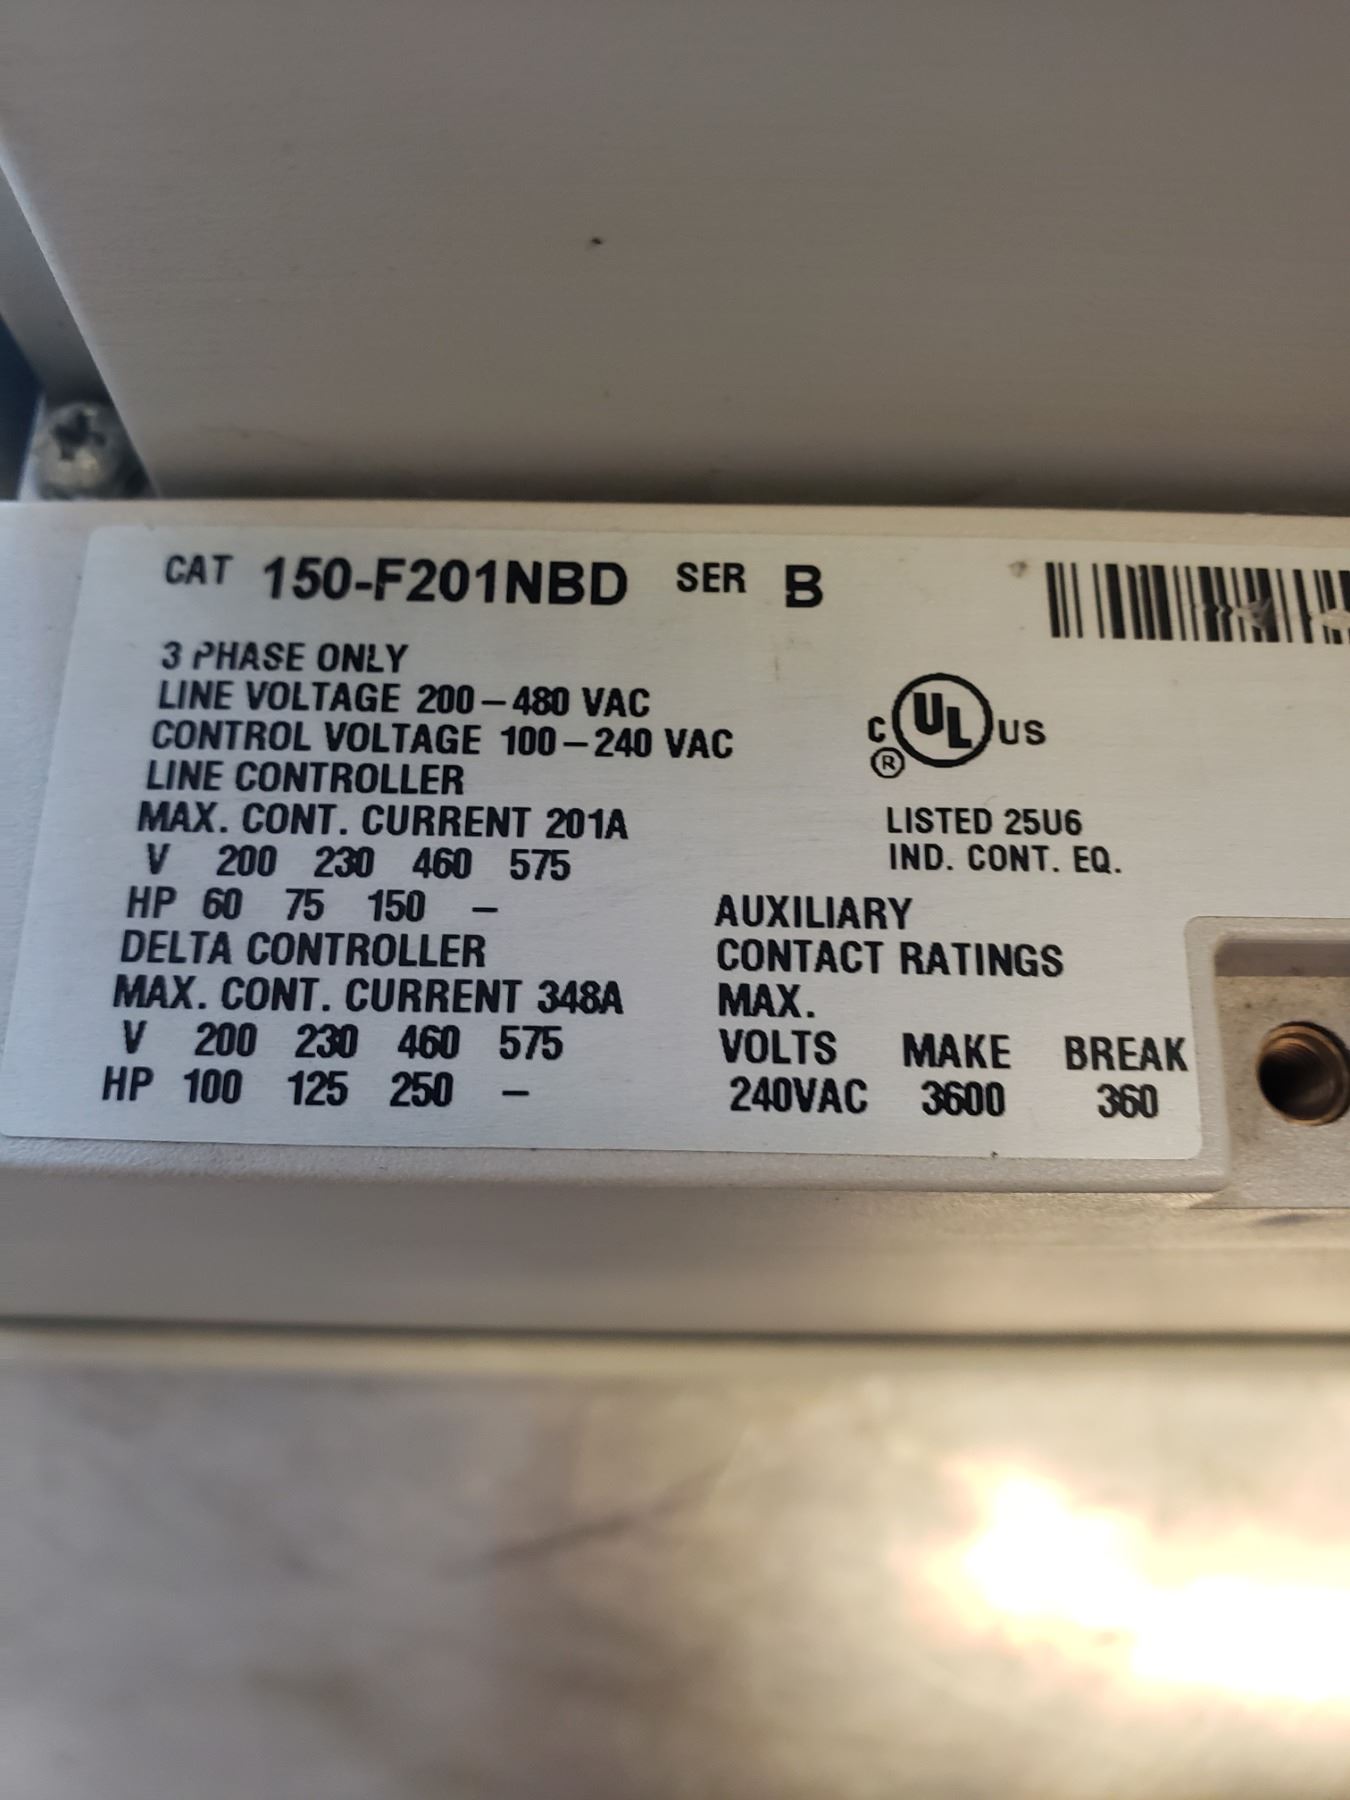 CAT 150-F201NBD SER B
3 PHASE ONLY
LINE VOLTAGE 200-480 VAC
CONTROL VOLTAGE 100-240 VAC
LINE CONTROLLER
MAX. CONT. CURRENT 201A
V 200 230 460 575
HP 60 75 150 -
DELTA CONTROLLER
MAX. CONT. CURRENT 348A
V 200 230 460 575
HP 100 125 250 -
C UL US
®
LISTED 25U6
IND. CONT. EQ.
AUXILIARY
CONTACT RATINGS
MAX.
VOLTS MAKE BREAK
240VAC 3600 360